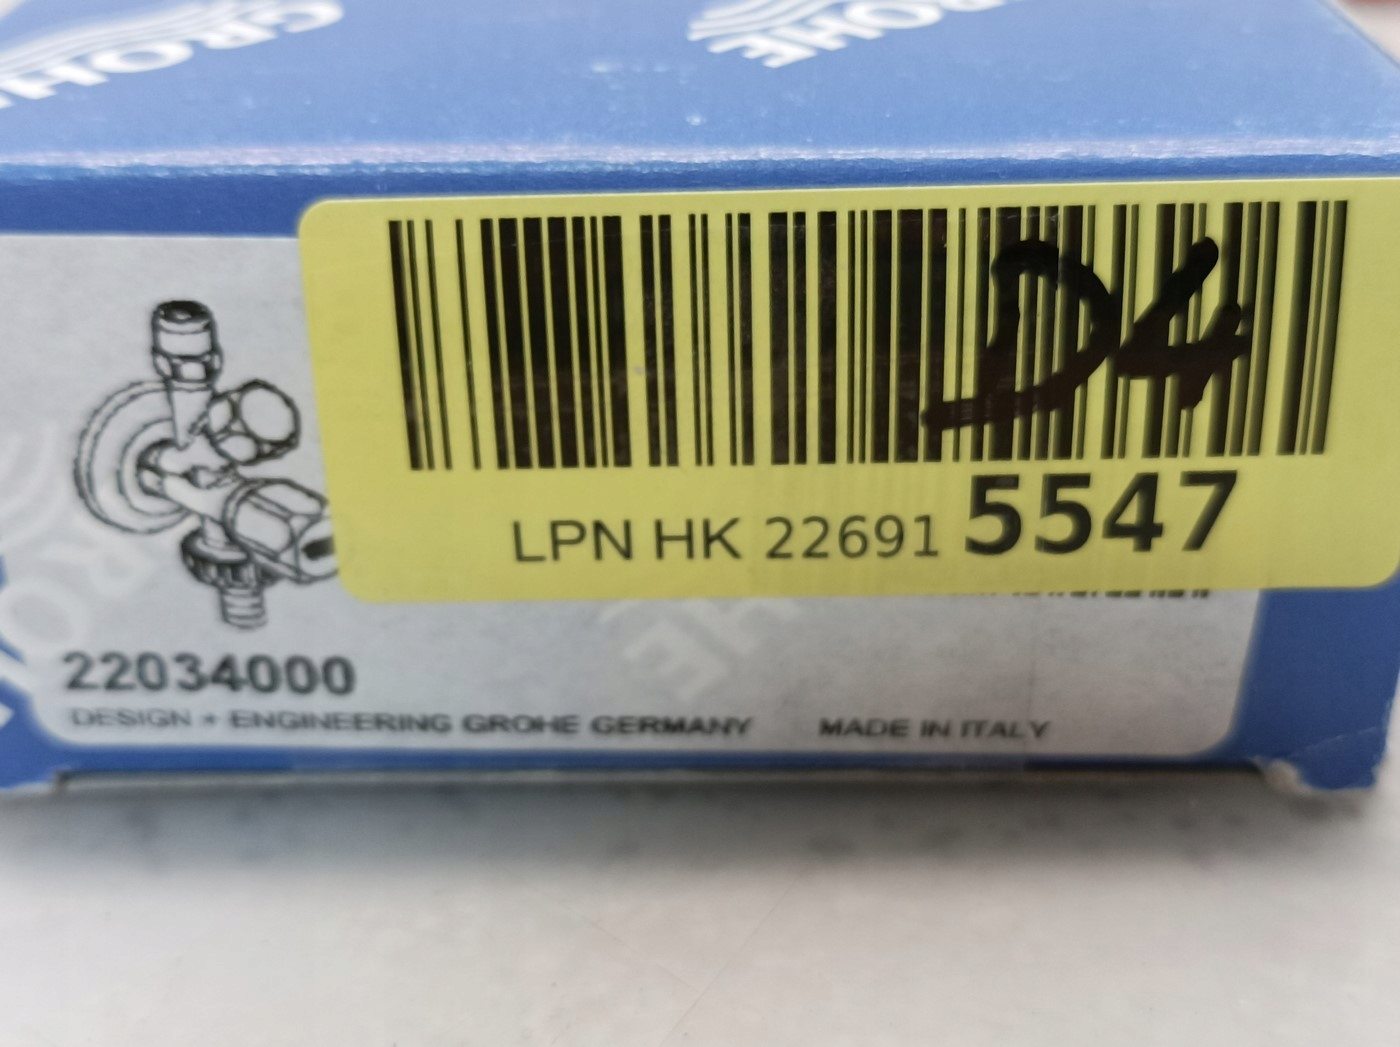 GROHE
GROHE
D4
LPN HK 22691 5547
22034000
DESIGN + ENGINEERING GROHE GERMANY MADE IN ITALY